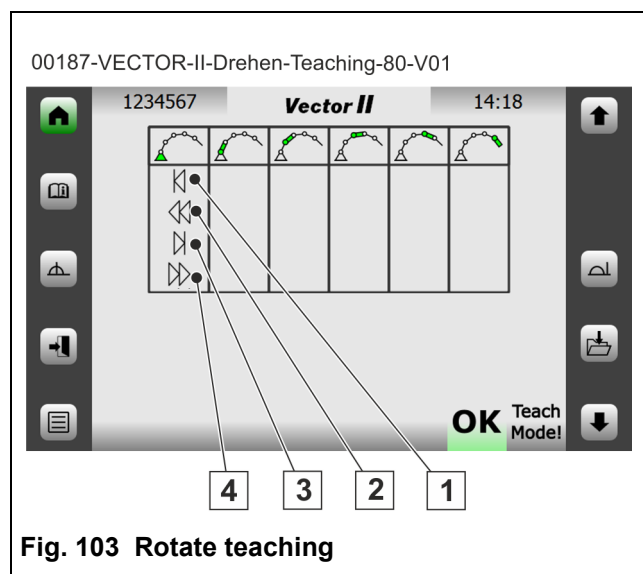 00187-VECTOR-II-Drehen-Teaching-80-V01
1234567 Vector II 14:18
OK Teach
Mode!
4 3 2 1
Fig. 103 Rotate teaching